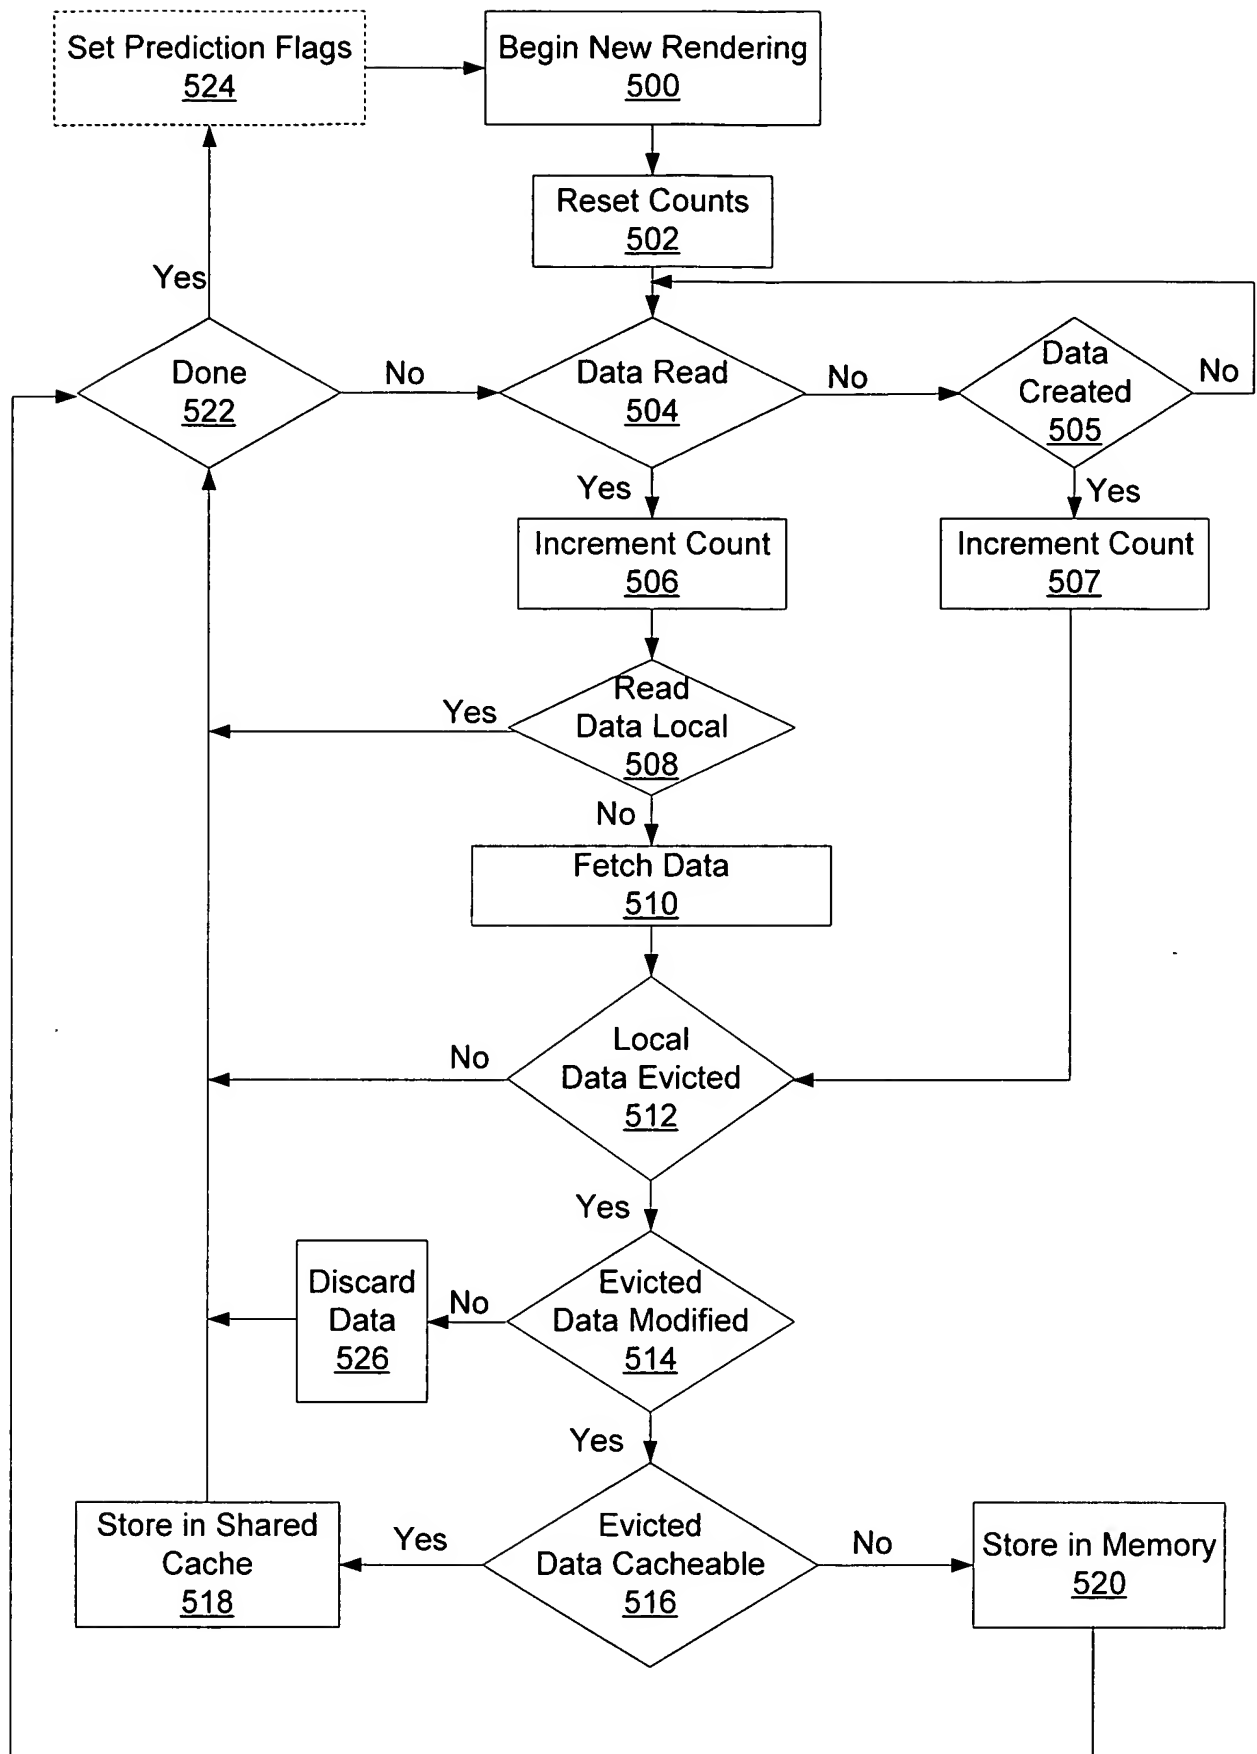 Set Prediction Flags
524
Begin New Rendering
500
Reset Counts
502
Yes
Done
522
No
Data Read
504
No
Data
Created
505
No
Yes
Increment Count
506
Yes
Increment Count
507
Read
Data Local
508
Yes
No
Fetch Data
510
Local
Data Evicted
512
No
Yes
Evicted
Data Modified
514
No
Discard
Data
526
Yes
Evicted
Data Cacheable
516
Yes
Store in Shared
Cache
518
No
Store in Memory
520